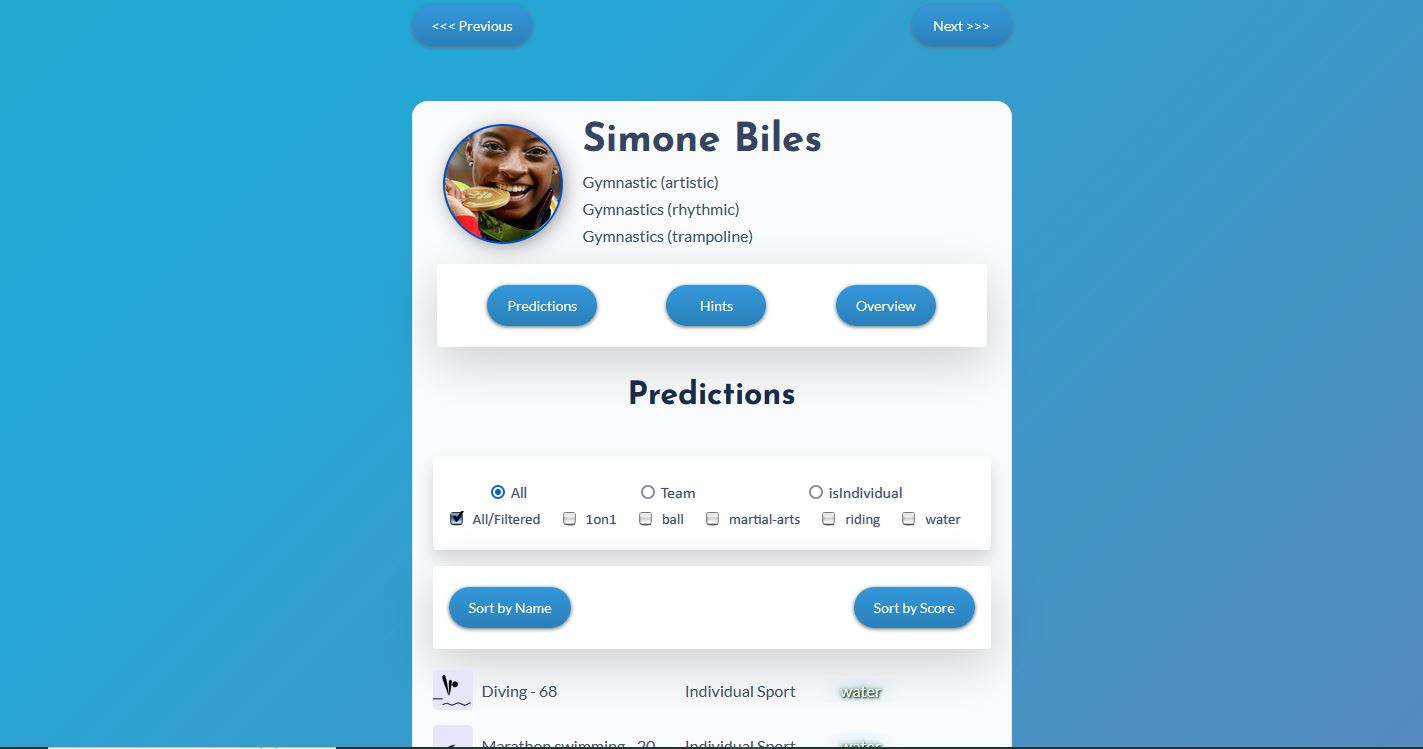 <<< Previous
Next >>>
Simone Biles
Gymnastic (artistic)
Gymnastics (rhythmic)
Gymnastics (trampoline)
Predictions
Hints
Overview
Predictions
All
Team
isIndividual
All/Filtered
1on1
ball
martial-arts
riding
water
Sort by Name
Sort by Score
Diving - 68
Individual Sport
water
Marathon swimming - 20
Individual Sport
water